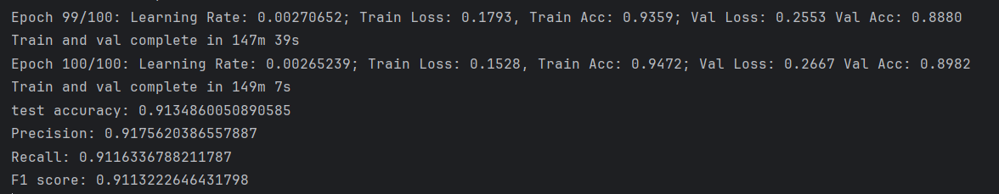 Epoch 99/100: Learning Rate: 0.00270652; Train Loss: 0.1793, Train Acc: 0.9359; Val Loss: 0.2553 Val Acc: 0.8880
Train and val complete in 147m 39s
Epoch 100/100: Learning Rate: 0.00265239; Train Loss: 0.1528, Train Acc: 0.9472; Val Loss: 0.2667 Val Acc: 0.8982
Train and val complete in 149m 7s
test accuracy: 0.9134860050890585
Precision: 0.9175620386557887
Recall: 0.9116336788211787
F1 score: 0.9113222646431798